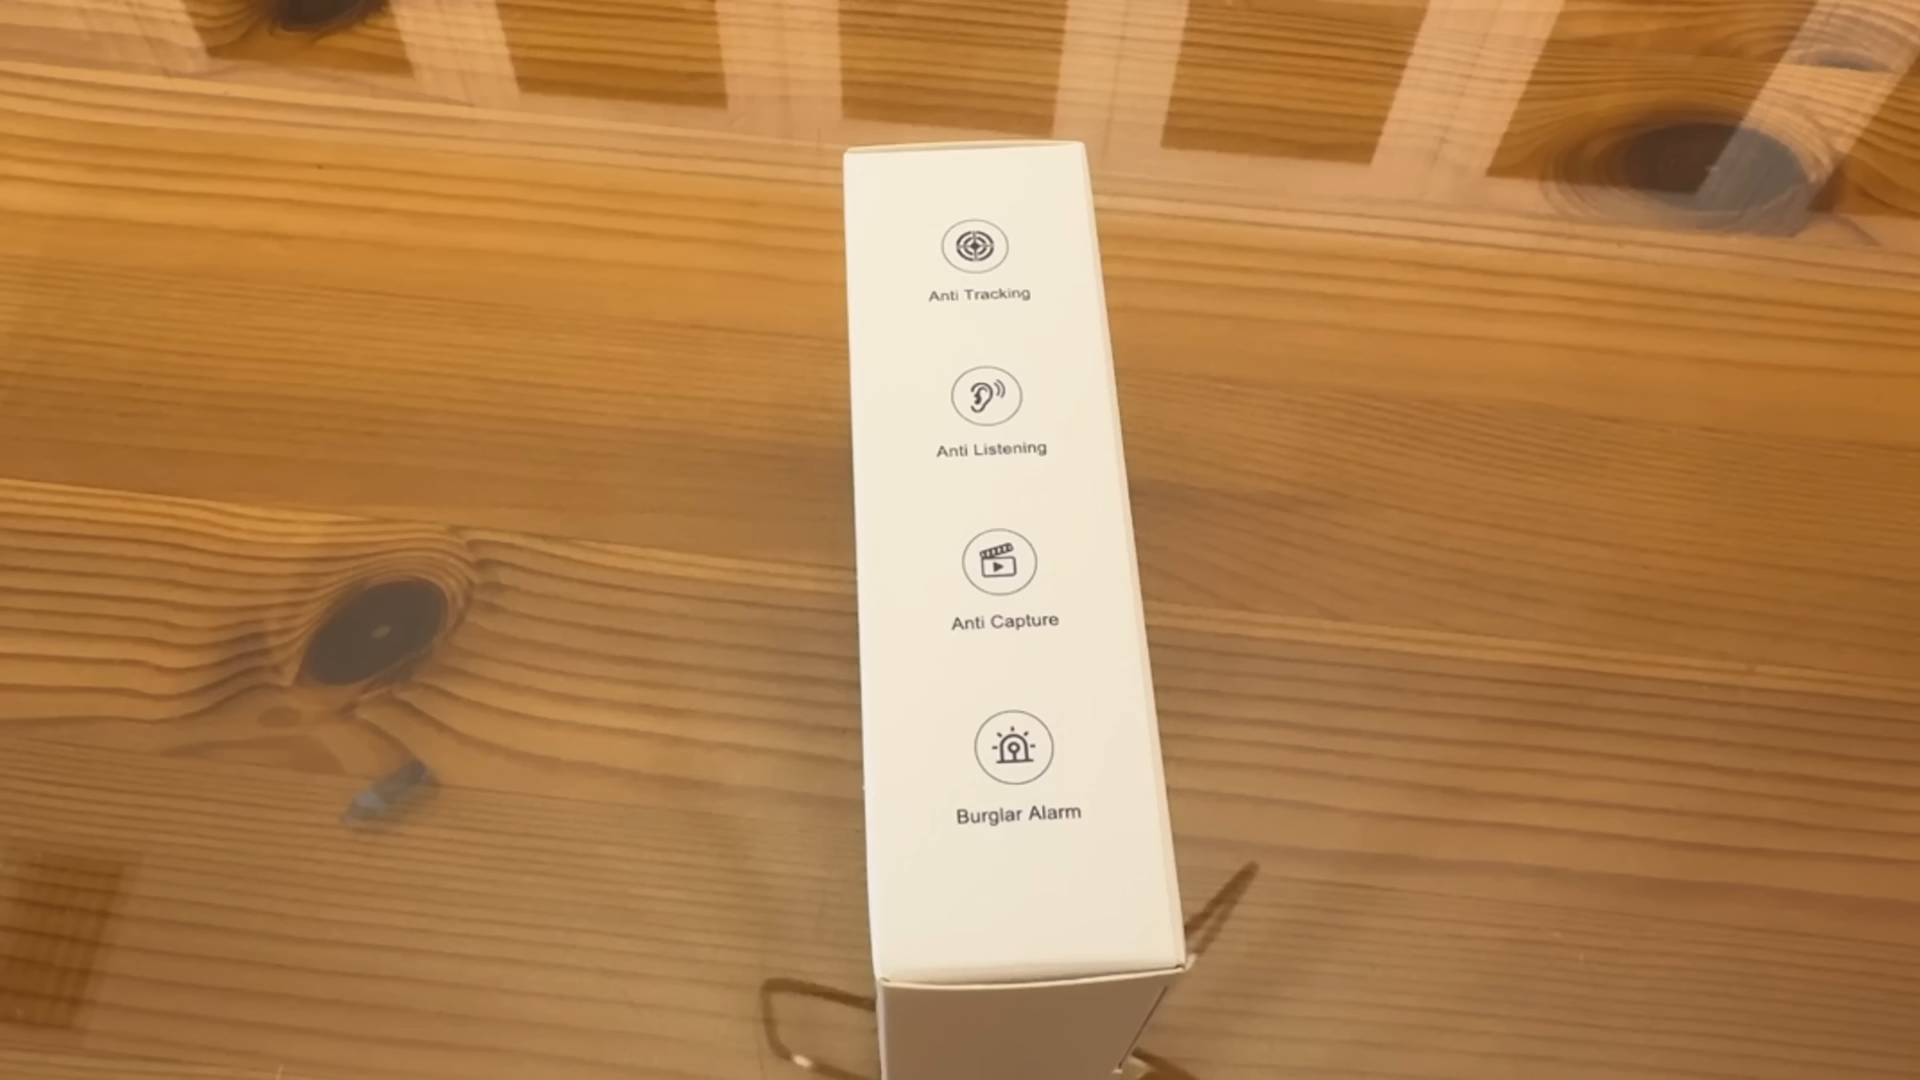 Anti Tracking
Anti Listening
Anti Capture
Burglar Alarm